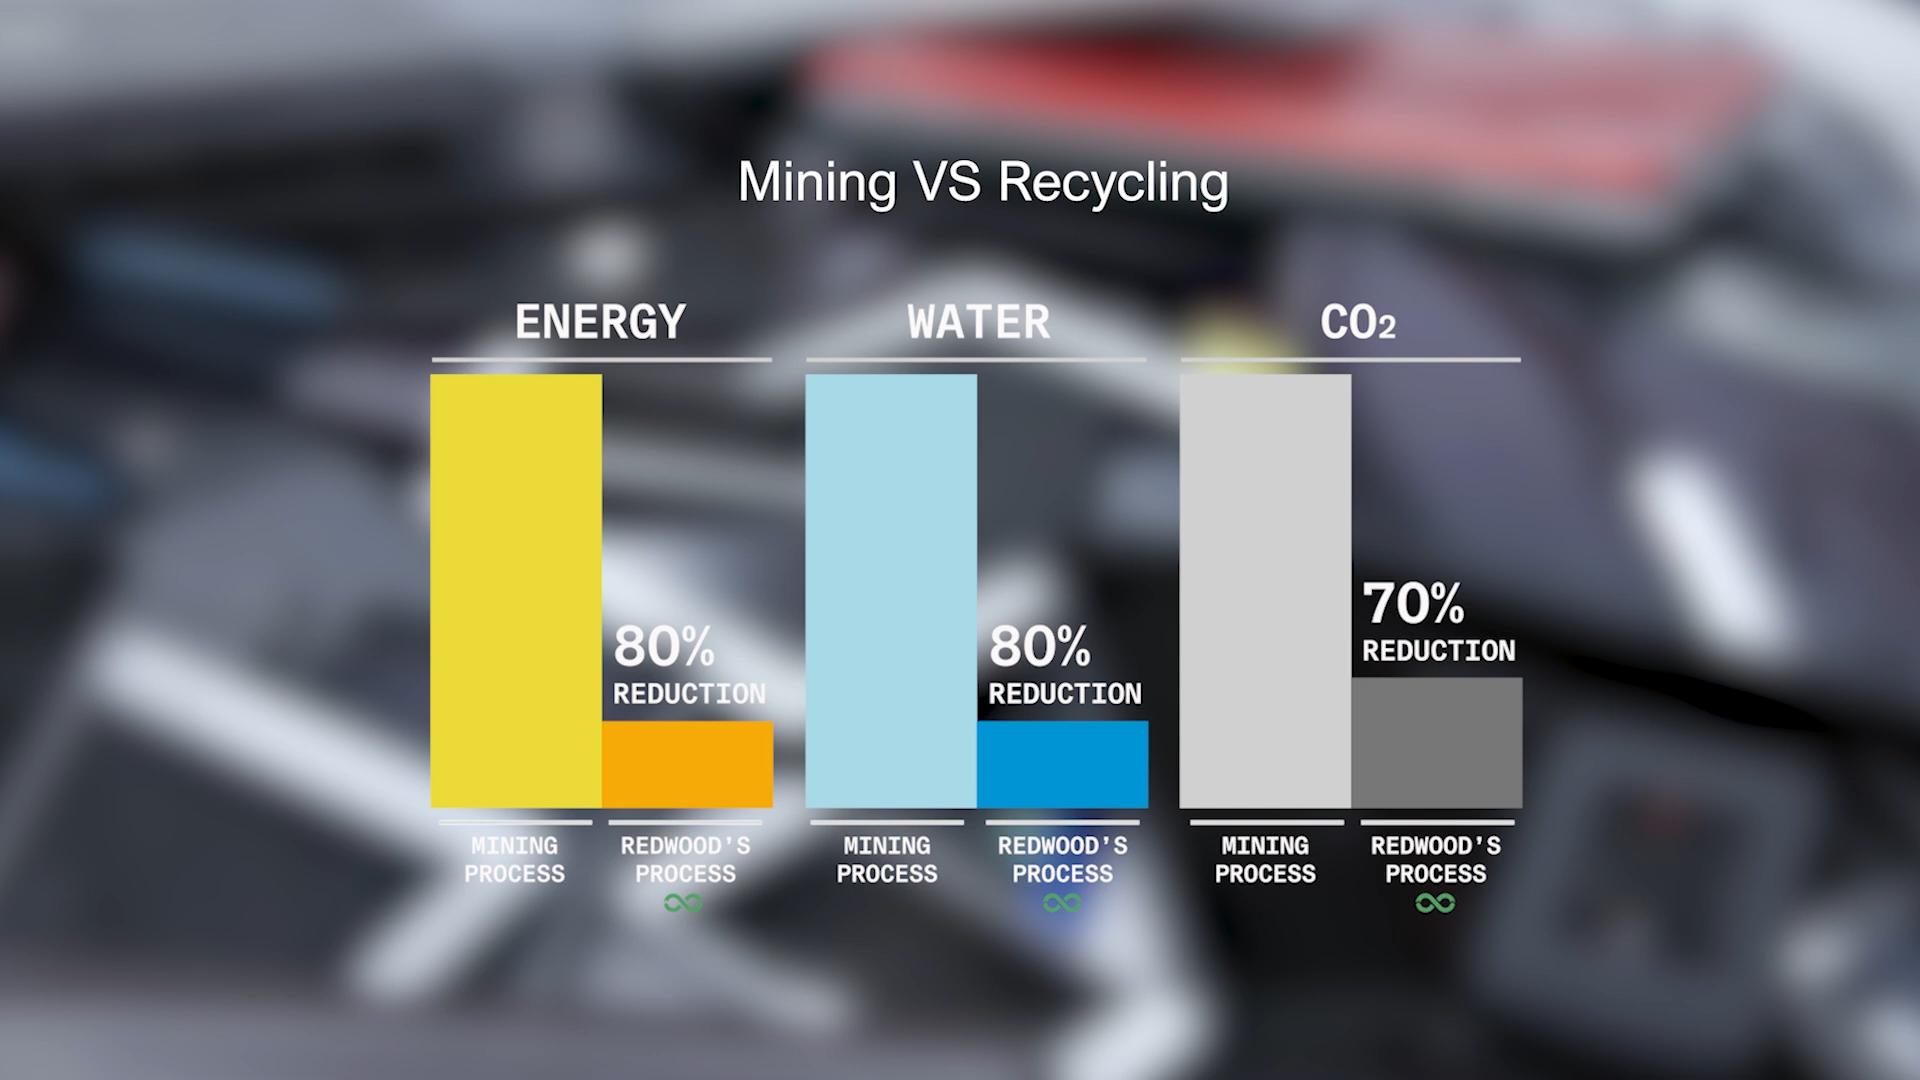 Mining VS Recycling
ENERGY
80%
REDUCTION
MINING
PROCESS
REDWOOD'S
PROCESS
WATER
80%
REDUCTION
MINING
PROCESS
REDWOOD'S
PROCESS
CO₂
70%
REDUCTION
MINING
PROCESS
REDWOOD'S
PROCESS